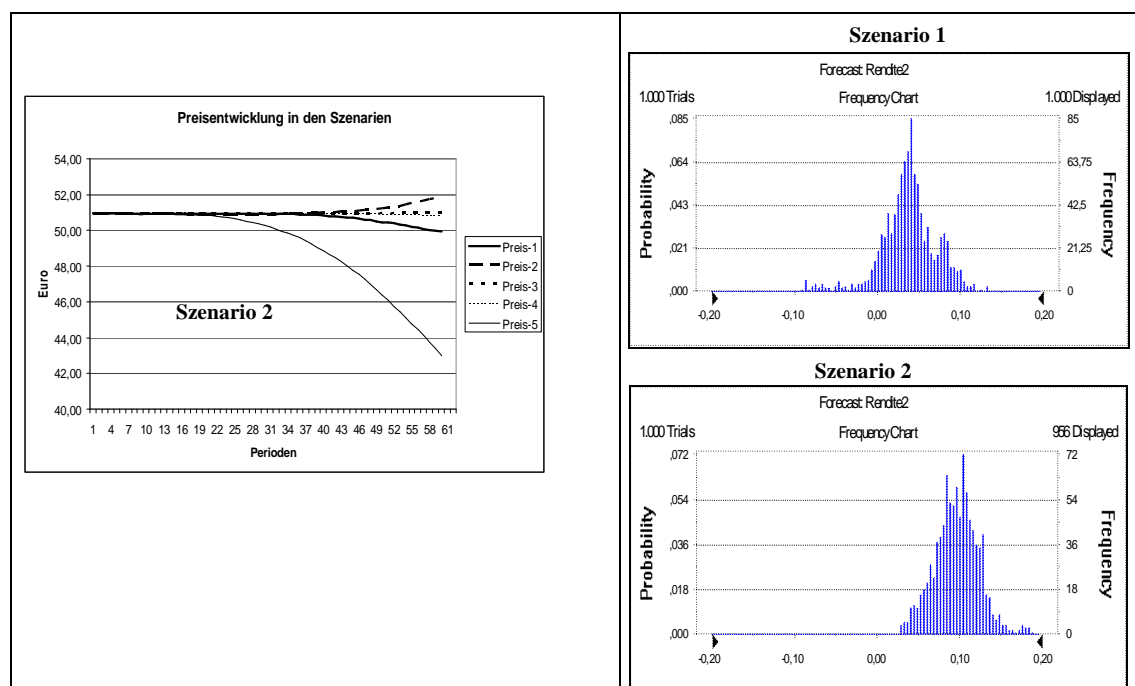 Preisentwicklung in den Szenarien
54,00
52,00
50,00
48,00
46,00
44,00
42,00
40,00
Euro
Szenario 2
1 4 7 10 13 16 19 22 25 28 31 34 37 40 43 46 49 52 55 58 61
Perioden
Preis-1
Preis-2
Preis-3
Preis-4
Preis-5
Szenario 1
Forecast: Rendite2
1.000 Trials Frequency Chart 1.000 Displayed
Probability
Frequency
,085 85
,064 63,75
,043 42,5
,021 21,25
,000 0
-0,20 -0,10 0,00 0,10 0,20
Szenario 2
Forecast: Rendite2
1.000 Trials Frequency Chart 956 Displayed
Probability
Frequency
,072 72
,054 54
,036 36
,018 18
,000 0
-0,20 -0,10 0,00 0,10 0,20